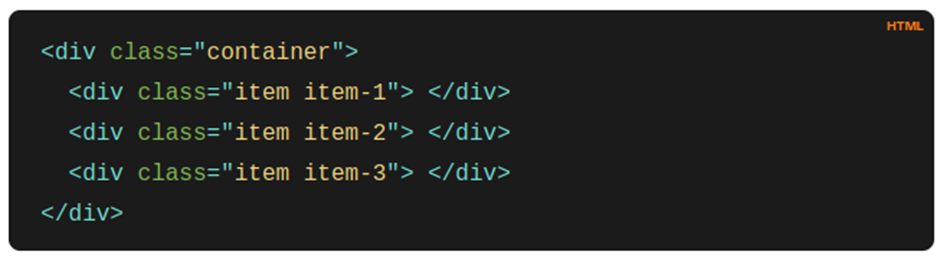 HTML
<div class="container">
  <div class="item item-1"> </div>
  <div class="item item-2"> </div>
  <div class="item item-3"> </div>
</div>